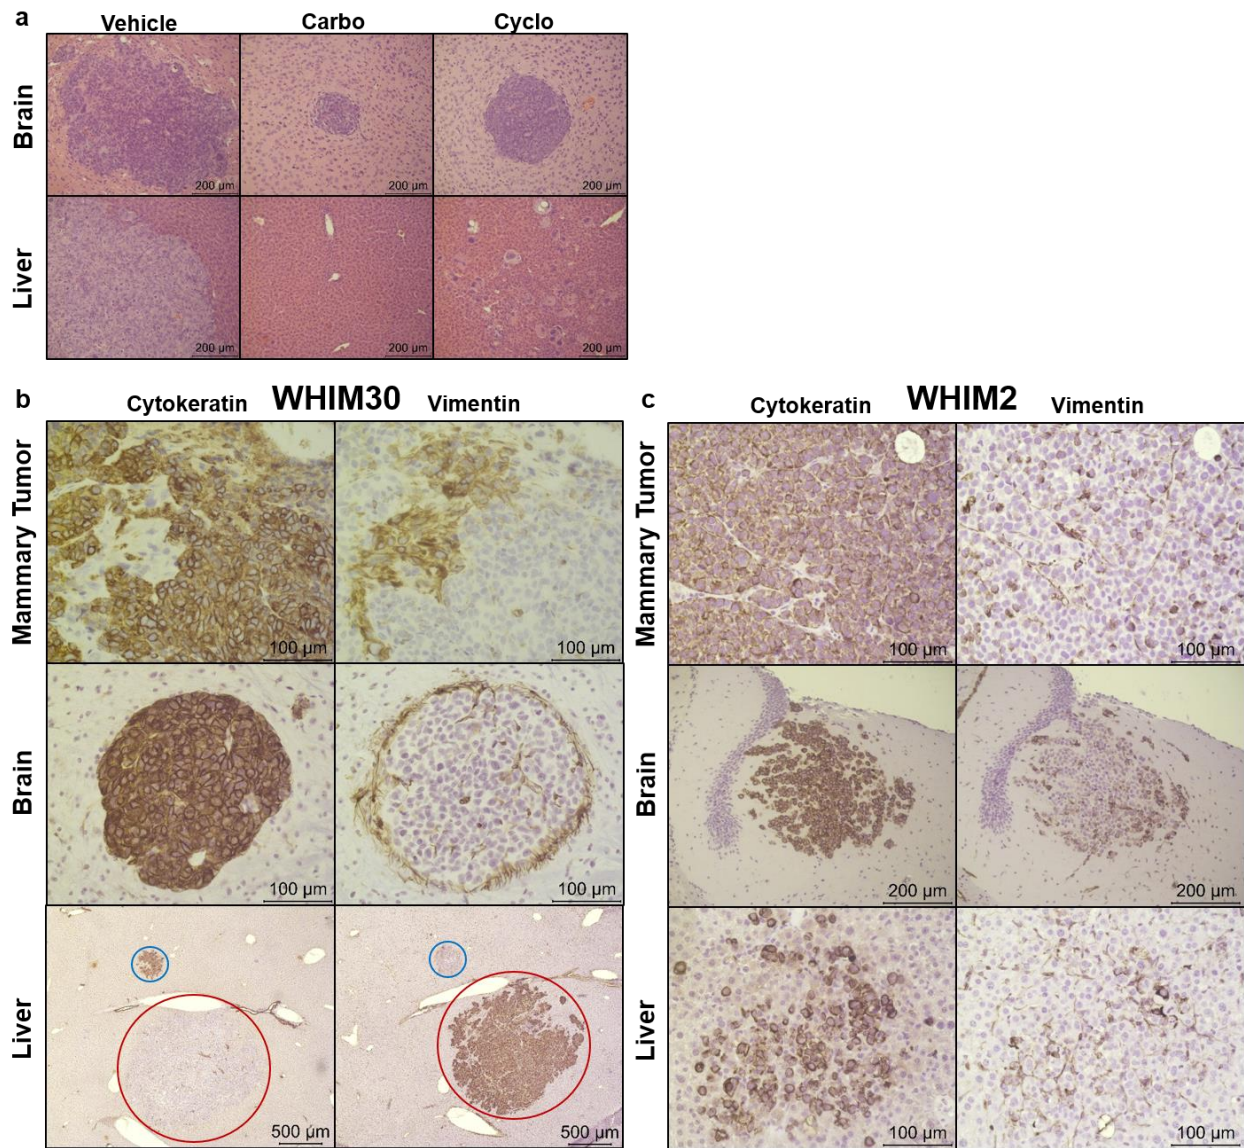 a
Vehicle Carbo Cyclo
Brain
200 µm 200 µm 200 µm
Liver
200 µm 200 µm 200 µm
b Cytokeratin WHIM30 Vimentin
Mammary Tumor
100 µm 100 µm
Brain
100 µm 100 µm
Liver
500 µm 500 µm
c Cytokeratin WHIM2 Vimentin
Mammary Tumor
100 µm 100 µm
Brain
200 µm 200 µm
Liver
100 µm 100 µm